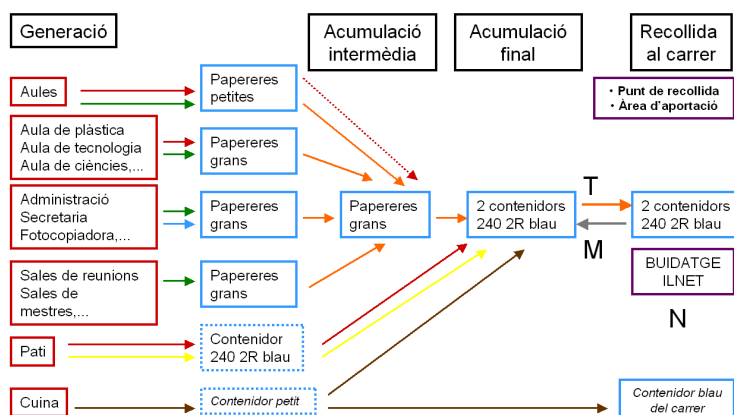 Generació
Acumulació
intermèdia
Acumulació
final
Recollida
al carrer
Aules
Papereres
petites
· Punt de recollida
· Àrea d'aportació
Aula de plàstica
Aula de tecnologia
Aula de ciències,...
Papereres
grans
Administració
Secretaria
Fotocopiadora,...
Papereres
grans
Papereres
grans
2 contenidors
240 2R blau
T
M
2 contenidors
240 2R blau
Sales de reunions
Sales de
mestres,...
Papereres
grans
BUIDATGE
ILNET
N
Pati
Contenidor
240 2R blau
Cuina
Contenidor petit
Contenidor blau
del carrer